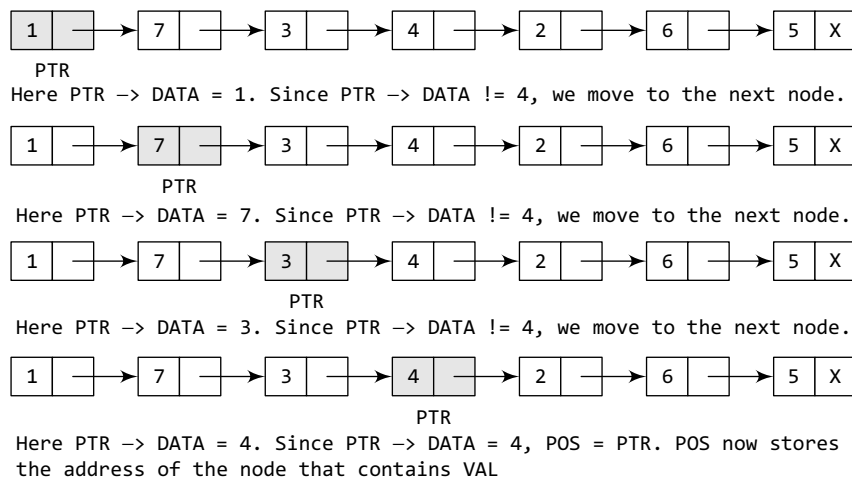 1 7 3 4 2 6 5 X
PTR
Here PTR –> DATA = 1. Since PTR –> DATA != 4, we move to the next node.
1 7 3 4 2 6 5 X
PTR
Here PTR –> DATA = 7. Since PTR –> DATA != 4, we move to the next node.
1 7 3 4 2 6 5 X
PTR
Here PTR –> DATA = 3. Since PTR –> DATA != 4, we move to the next node.
1 7 3 4 2 6 5 X
PTR
Here PTR –> DATA = 4. Since PTR –> DATA = 4, POS = PTR. POS now stores
the address of the node that contains VAL